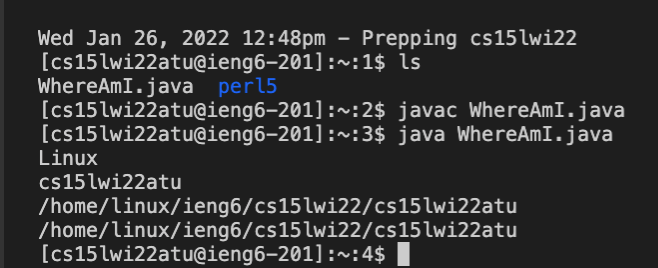 Wed Jan 26, 2022 12:48pm - Prepping cs15lwi22
[cs15lwi22atu@ieng6-201]:~:1$ ls
WhereAmI.java  perl5
[cs15lwi22atu@ieng6-201]:~:2$ javac WhereAmI.java
[cs15lwi22atu@ieng6-201]:~:3$ java WhereAmI.java
Linux
cs15lwi22atu
/home/linux/ieng6/cs15lwi22/cs15lwi22atu
/home/linux/ieng6/cs15lwi22/cs15lwi22atu
[cs15lwi22atu@ieng6-201]:~:4$